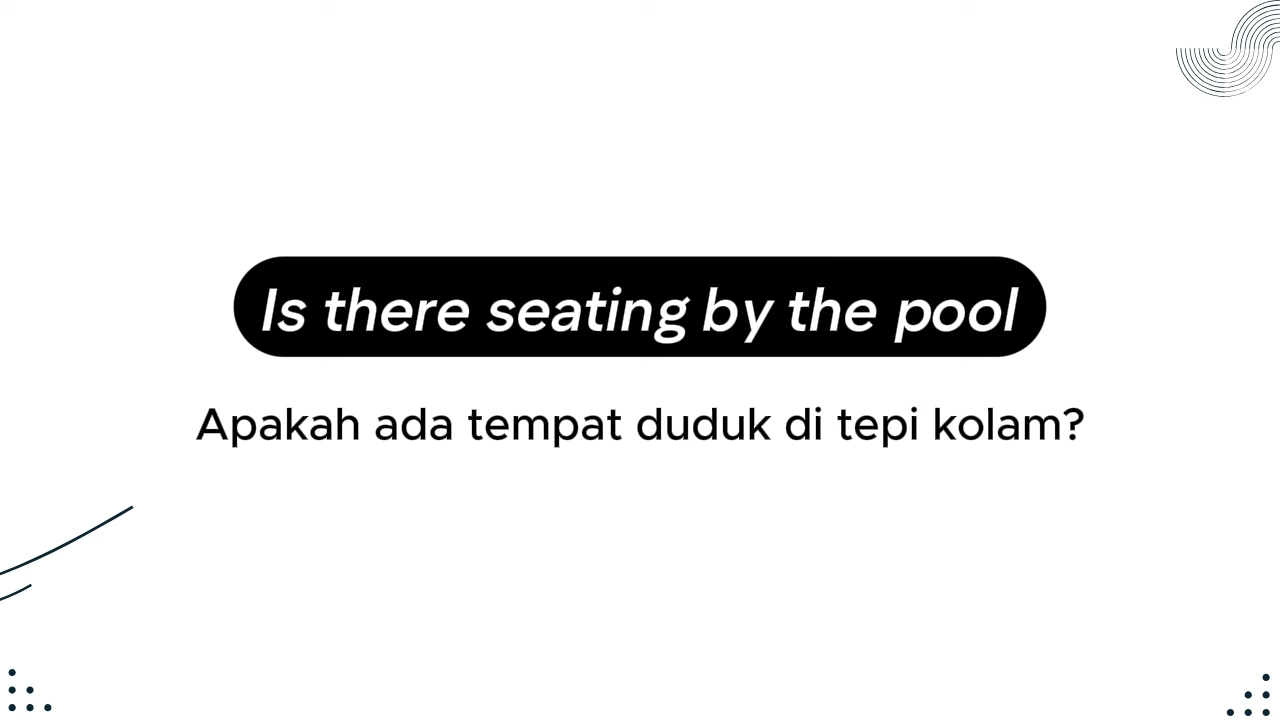 Is there seating by the pool
Apakah ada tempat duduk di tepi kolam?